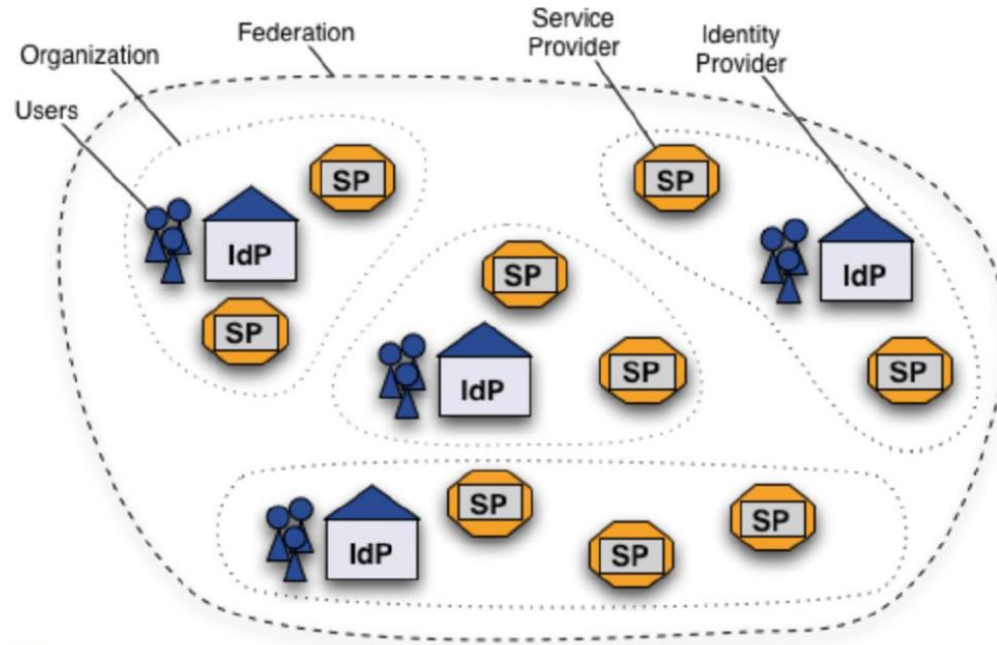 Federation
Service
Provider
Identity
Provider
Organization
Users
SP
SP
IdP
IdP
SP
SP
SP
SP
IdP
SP
SP
IdP
SP
SP